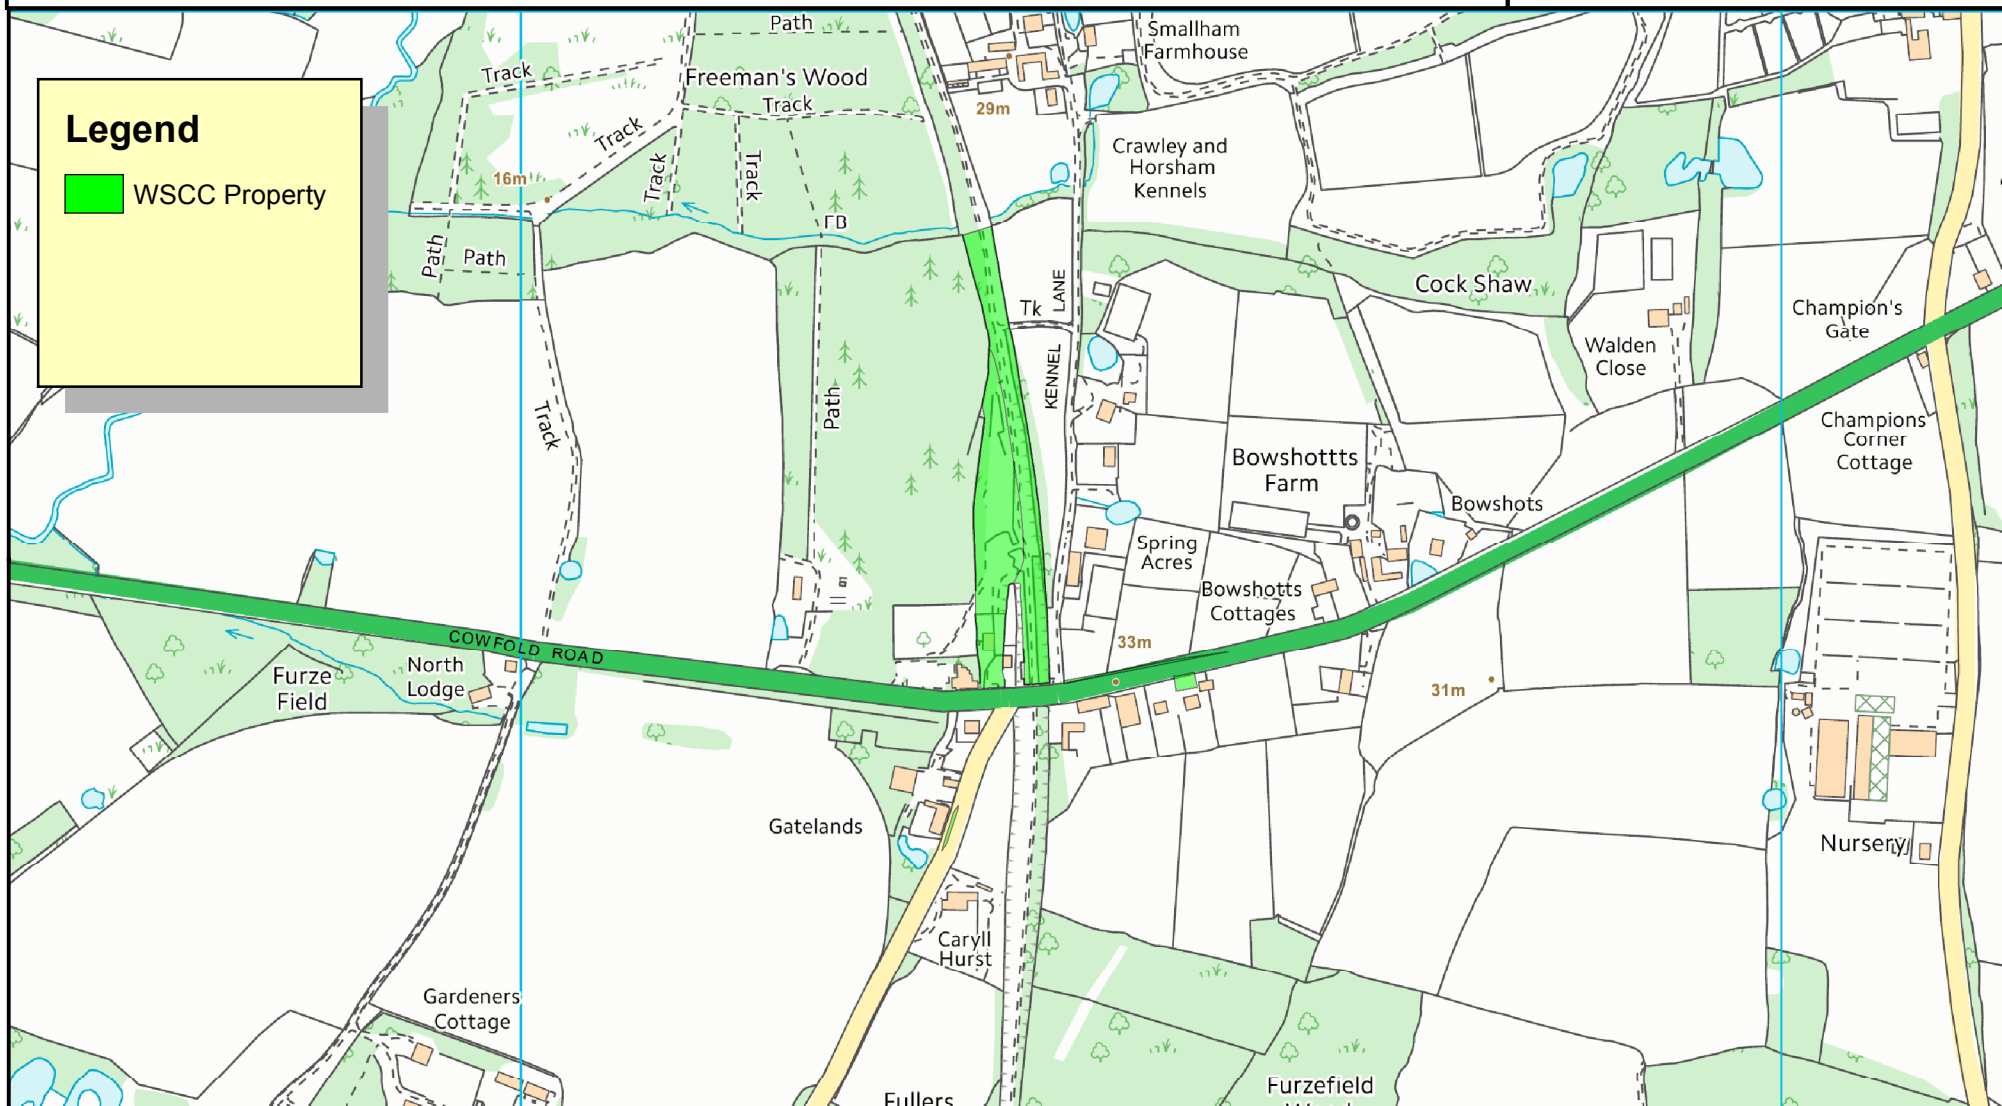 Legend
WSCC Property
Path
Smallham
Farmhouse
Track
Freeman's Wood
Track
29m
Track
Crawley and
Horsham
Kennels
Track
Track
16m
FB
Path
Path
Cock Shaw
LANE
Tk
KENNEL
Champion's
Gate
Walden
Close
Path
Track
Champions
Corner
Cottage
Bowshottts
Farm
Bowshots
Spring
Acres
Bowshotts
Cottages
COWFOLD ROAD
33m
North
Lodge
Furze
Field
31m
Gatelands
Nursery
Caryll
Hurst
Gardeners
Cottage
Furzefield
Fullers